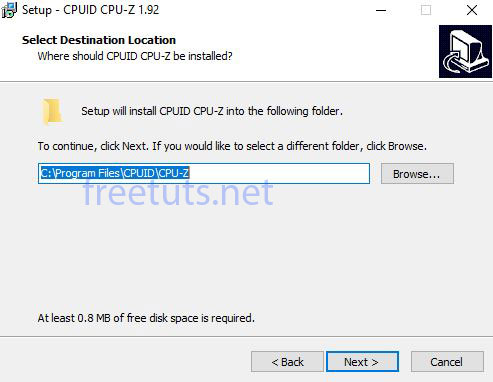 Setup - CPUID CPU-Z 1.92
Select Destination Location
Where should CPUID CPU-Z be installed?
Setup will install CPUID CPU-Z into the following folder.
To continue, click Next. If you would like to select a different folder, click Browse.
C:\Program Files\CPUID\CPU-Z
Browse...
freetuts.net
At least 0.8 MB of free disk space is required.
< Back
Next >
Cancel